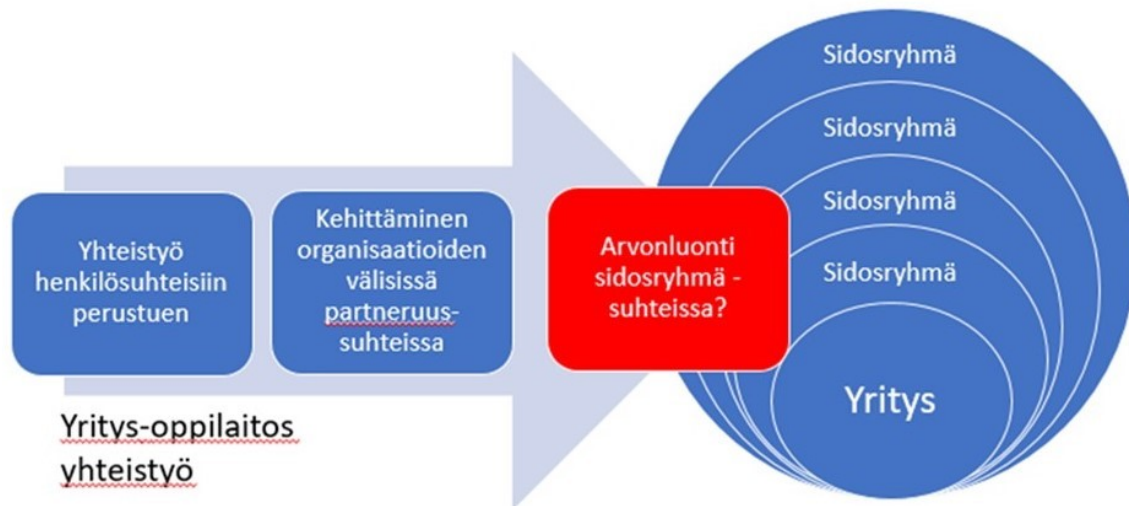 Yhteistyö
henkilösuhteisiin
perustuen
Kehittäminen
organisaatioiden
välisissä
partneruus-
suhteissa
Arvonluonti
sidosryhmä -
suhteissa?
Sidosryhmä
Sidosryhmä
Sidosryhmä
Sidosryhmä
Yritys
Yritys-oppilaitos
yhteistyö